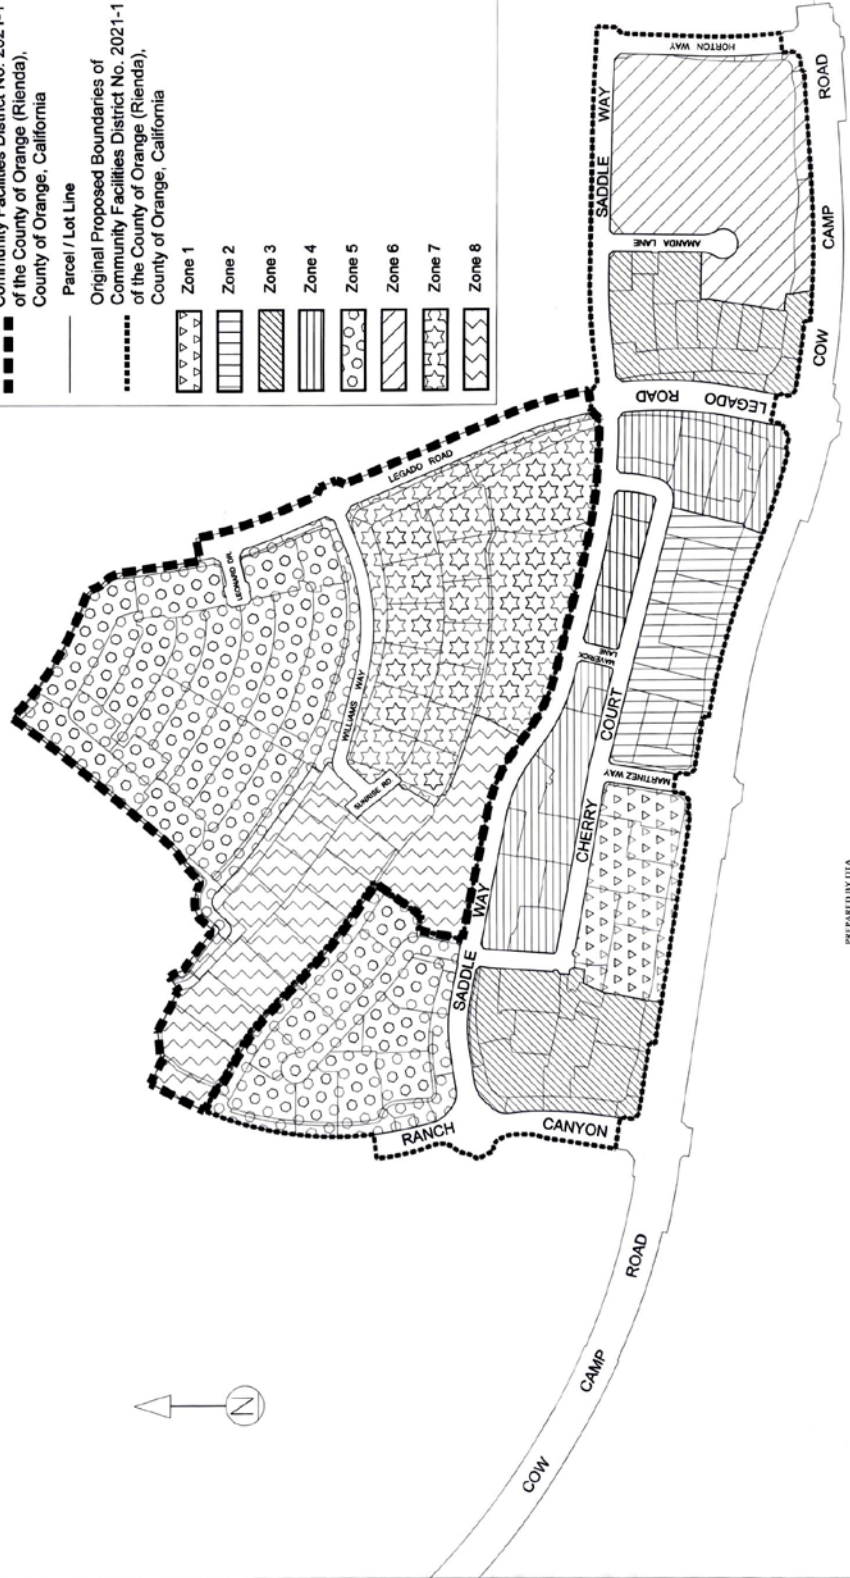 Community Facilities District No. 2021-1
of the County of Orange (Rienda),
County of Orange, California
Parcel / Lot Line
Original Proposed Boundaries of
Community Facilities District No. 2021-1
of the County of Orange (Rienda),
County of Orange, California
Zone 1
Zone 2
Zone 3
Zone 4
Zone 5
Zone 6
Zone 7
Zone 8
LEONARD DR.
LEGADO ROAD
WILLIAMS WAY
SUNRISE RD
SADDLE WAY
HORTON WAY
AMANDA LANE
LEGADO ROAD
COW CAMP ROAD
MAVERICK
LANE
CHERRY COURT
MARTINEZ WAY
SADDLE WAY
RANCH CANYON
COW CAMP ROAD
N
PREPARED BY DTA